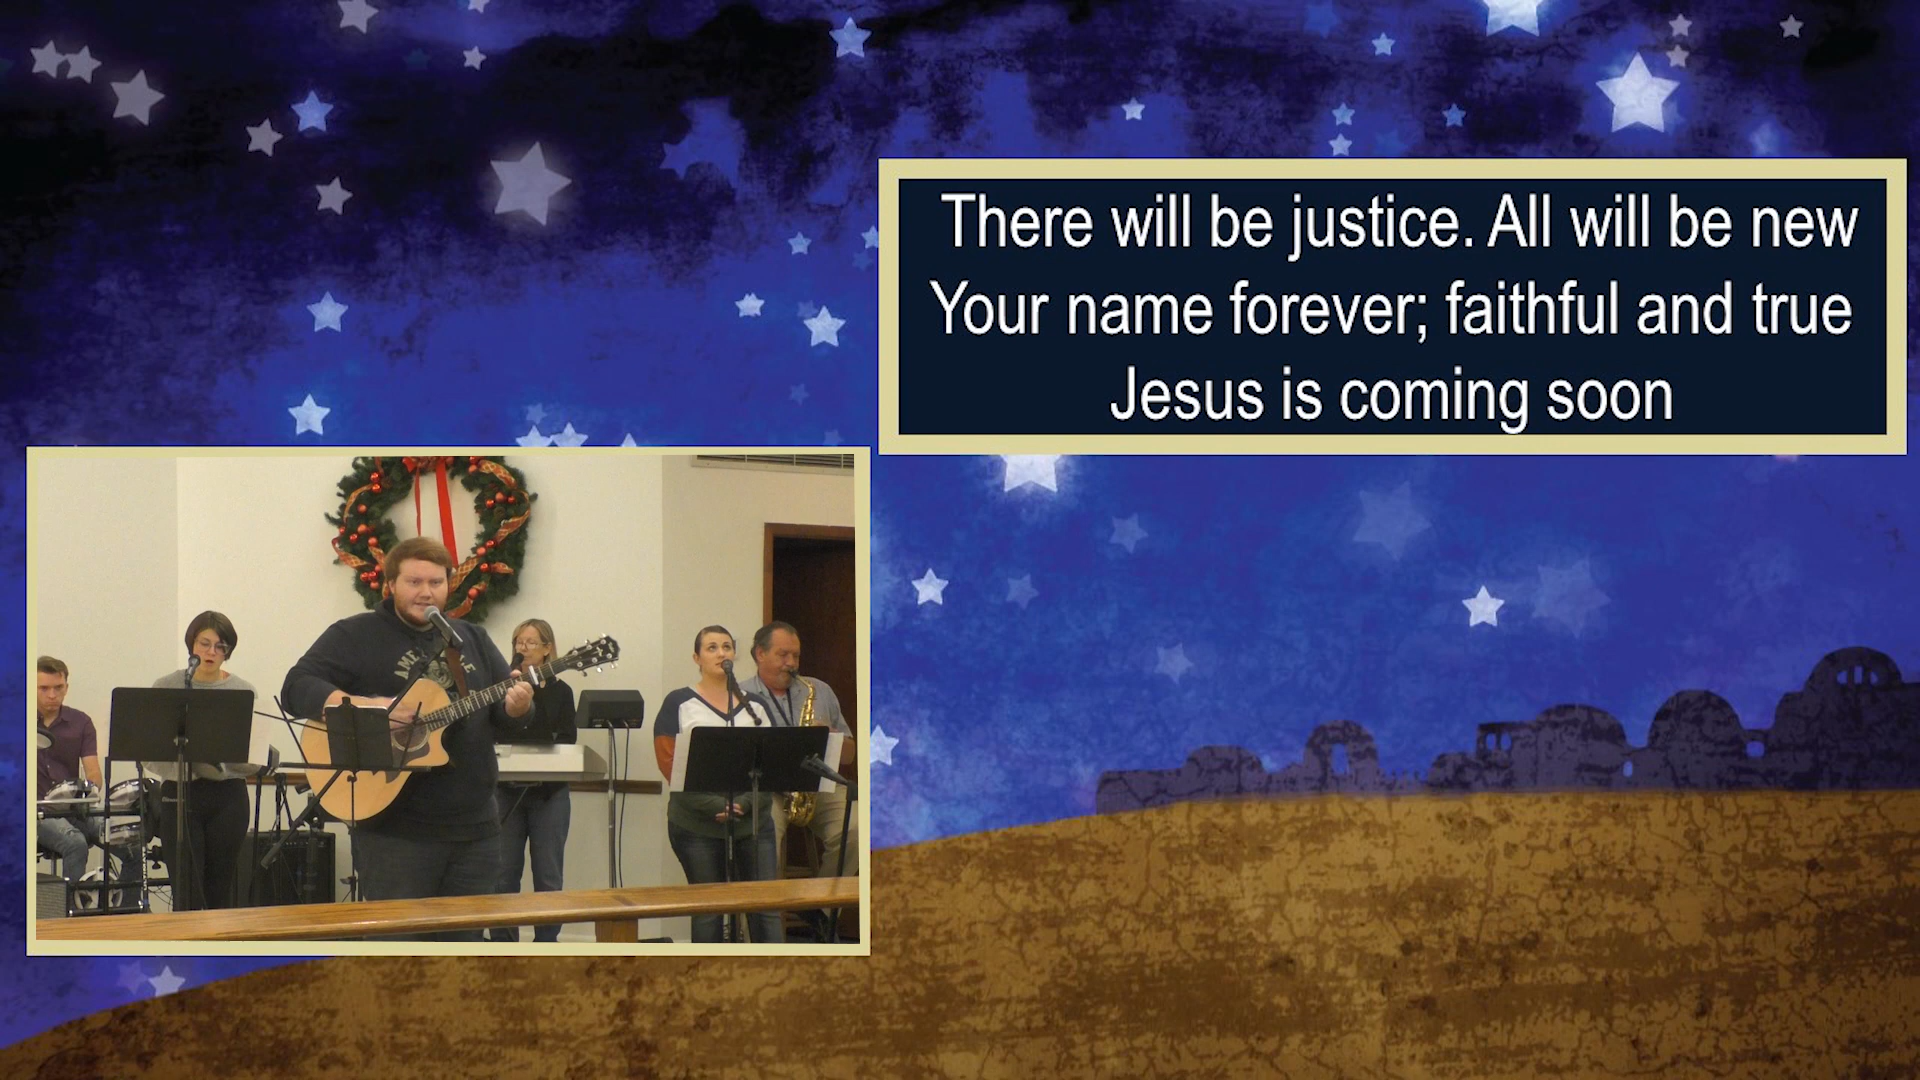 There will be justice. All will be new
Your name forever; faithful and true
Jesus is coming soon